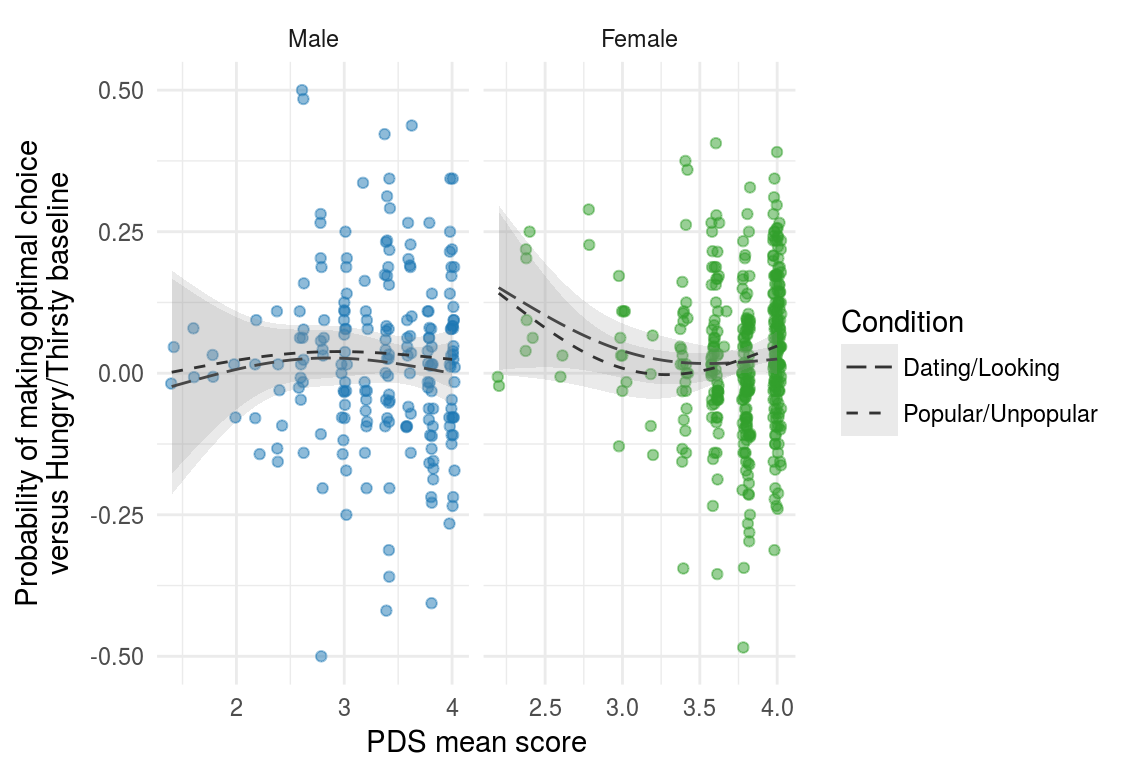 Male
Female
Probability of making optimal choice
versus Hungry/Thirsty baseline
0.50
0.25
0.00
-0.25
-0.50
2
3
4
2.5
3.0
3.5
4.0
PDS mean score
Condition
Dating/Looking
Popular/Unpopular